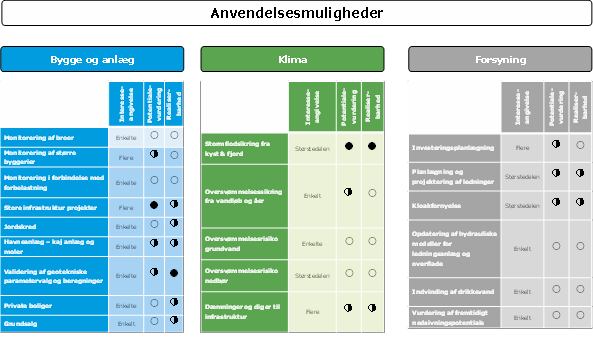 Anvendelsesmuligheder
Bygge og anlæg
Interesse-
angivelse
Potentiale-
vurdering
Realiser-
barhed
Monitorering af broer
Enkelte
Monitorering af større
byggerier
Flere
Monitorering i forbindelse med
forbelastning
Enkelte
Store infrastruktur projekter
Flere
Jordskred
Enkelte
Havneanlæg – kaj anlæg og
moler
Enkelte
Validering af geotekniske
parametervalg og beregninger
Enkelte
Private boliger
Enkelte
Grundsalg
Enkelt
Klima
Interesse-
angivelse
Potentiale-
vurdering
Realiser-
barhed
Stormflodssikring fra
kyst & fjord
Størstedelen
Oversvømmelsessikring
fra vandløb og åer
Enkelt
Oversvømmelsesrisiko
grundvand
Enkelte
Oversvømmelsesrisiko
nedbør
Størstedelen
Dæmninger og diger til
infrastruktur
Flere
Forsyning
Interesse-
angivelse
Potentiale-
vurdering
Realiser-
barhed
Investeringsplanlægning
Flere
Planlægning og
projektering af ledninger
Størstedelen
Kloakfornyelse
Størstedelen
Opdatering af hydrauliske
modeller for
ledningsanlæg og
overflade
Enkelt
Indvinding af drikkevand
Enkelt
Vurdering af fremtidigt
nedsivningspotentiale
Enkelt